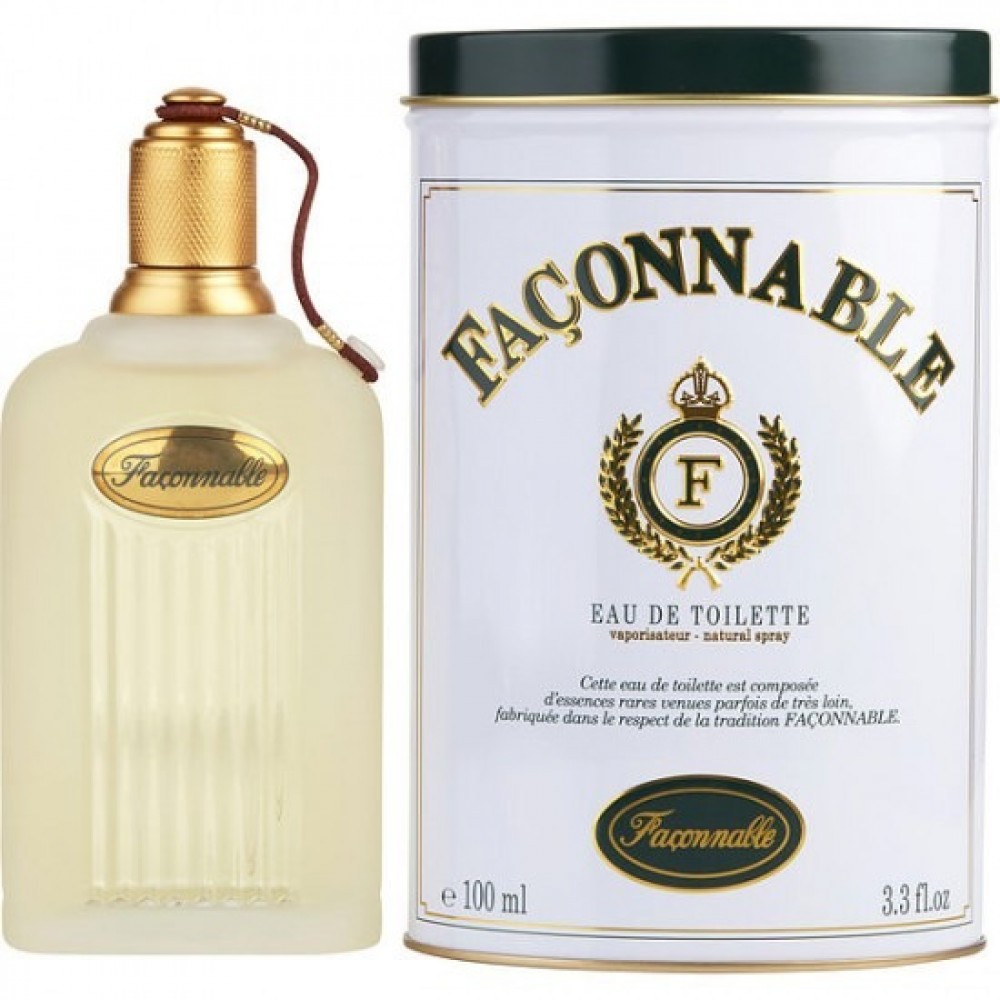 Façonnable
FAÇONNABLE
F
EAU DE TOILETTE
vaporisateur - natural spray
Cette eau de toilette est composée
d'essences rares venues parfois de très loin,
fabriquée dans le respect de la tradition FAÇONNABLE.
Façonnable
e 100 ml
3.3 fl.oz